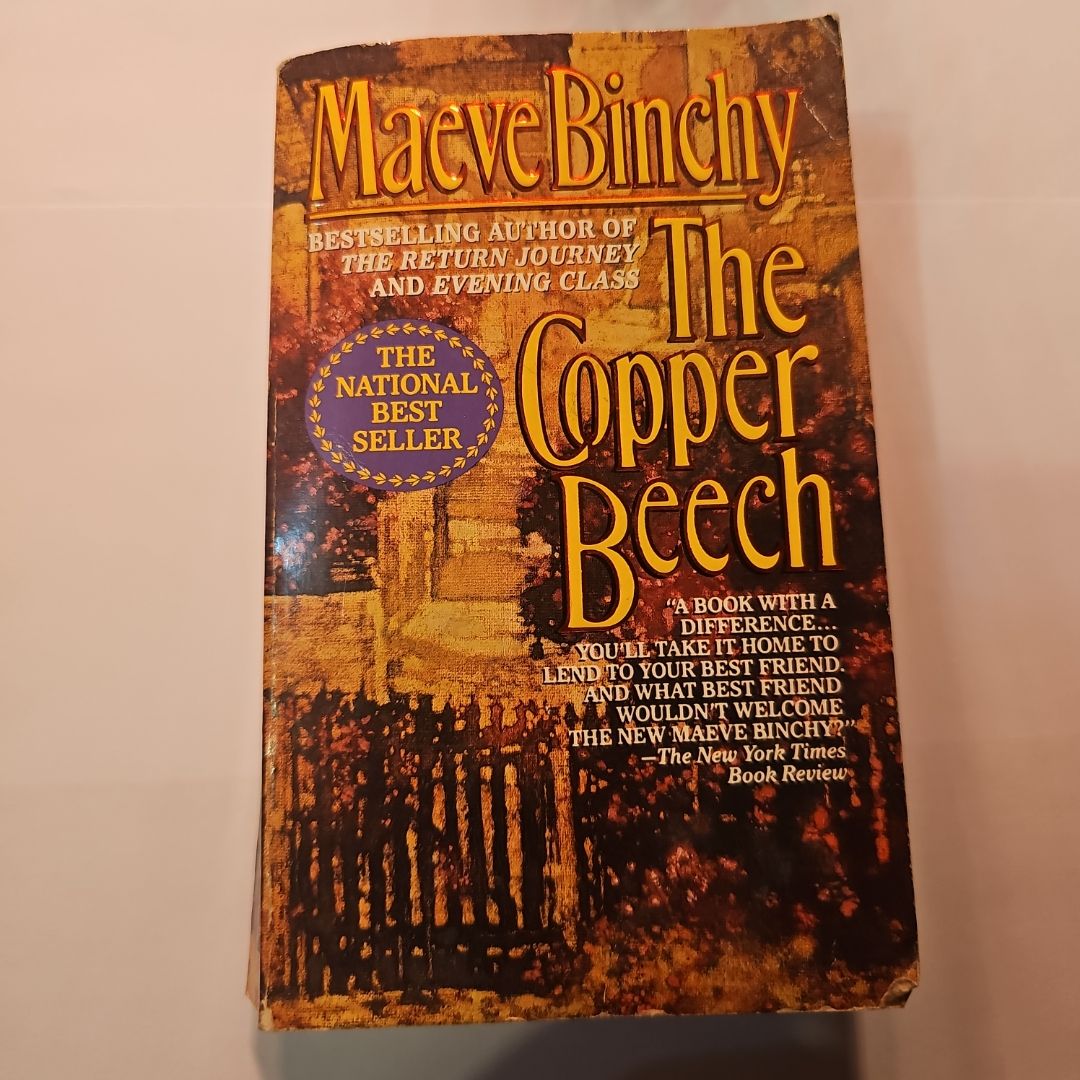 Maeve Binchy
BESTSELLING AUTHOR OF
THE RETURN JOURNEY
AND EVENING CLASS
The
Copper
Beech
THE
NATIONAL
BEST
SELLER
"A BOOK WITH A
DIFFERENCE...
YOU'LL TAKE IT HOME TO
LEND TO YOUR BEST FRIEND.
AND WHAT BEST FRIEND
WOULDN'T WELCOME
THE NEW MAEVE BINCHY?"
—The New York Times
Book Review